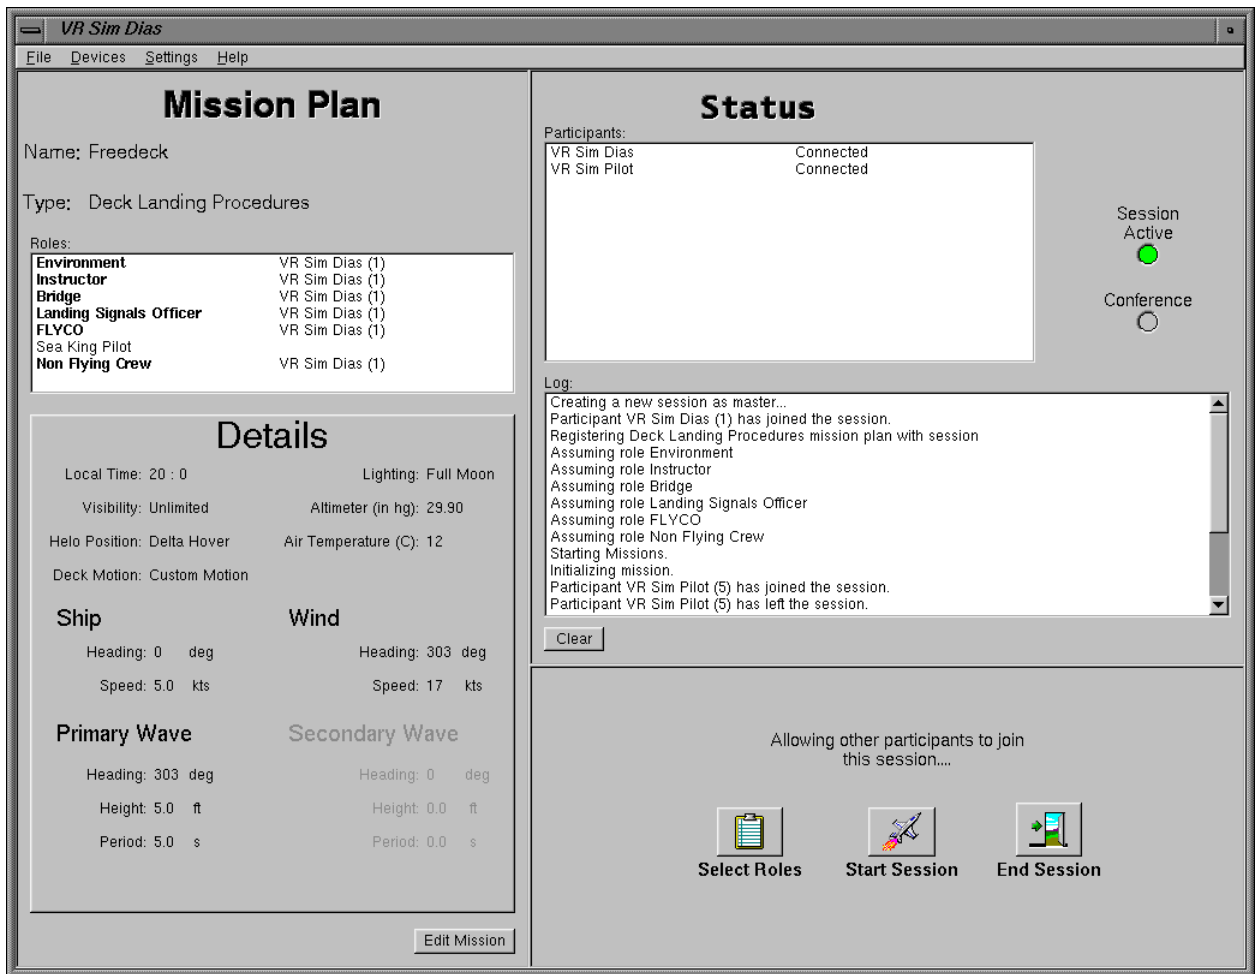 VR Sim Dias
File Devices Settings Help
Mission Plan
Name: Freedeck
Type: Deck Landing Procedures
Roles:
Environment VR Sim Dias (1)
Instructor VR Sim Dias (1)
Bridge VR Sim Dias (1)
Landing Signals Officer VR Sim Dias (1)
FLYCO VR Sim Dias (1)
Sea King Pilot
Non Flying Crew VR Sim Dias (1)
Details
Local Time: 20 : 0 Lighting: Full Moon
Visibility: Unlimited Altimeter (in hg): 29.90
Helo Position: Delta Hover Air Temperature (C): 12
Deck Motion: Custom Motion
Ship Wind
Heading: 0 deg Heading: 303 deg
Speed: 5.0 kts Speed: 17 kts
Primary Wave Secondary Wave
Heading: 303 deg Heading: 0 deg
Height: 5.0 ft Height: 0.0 ft
Period: 5.0 s Period: 0.0 s
Edit Mission
Status
Participants:
VR Sim Dias Connected
VR Sim Pilot Connected
Session
Active
Conference
Log:
Creating a new session as master...
Participant VR Sim Dias (1) has joined the session.
Registering Deck Landing Procedures mission plan with session
Assuming role Environment
Assuming role Instructor
Assuming role Bridge
Assuming role Landing Signals Officer
Assuming role FLYCO
Assuming role Non Flying Crew
Starting Missions.
Initializing mission.
Participant VR Sim Pilot (5) has joined the session.
Participant VR Sim Pilot (5) has left the session.
Clear
Allowing other participants to join
this session....
Select Roles Start Session End Session